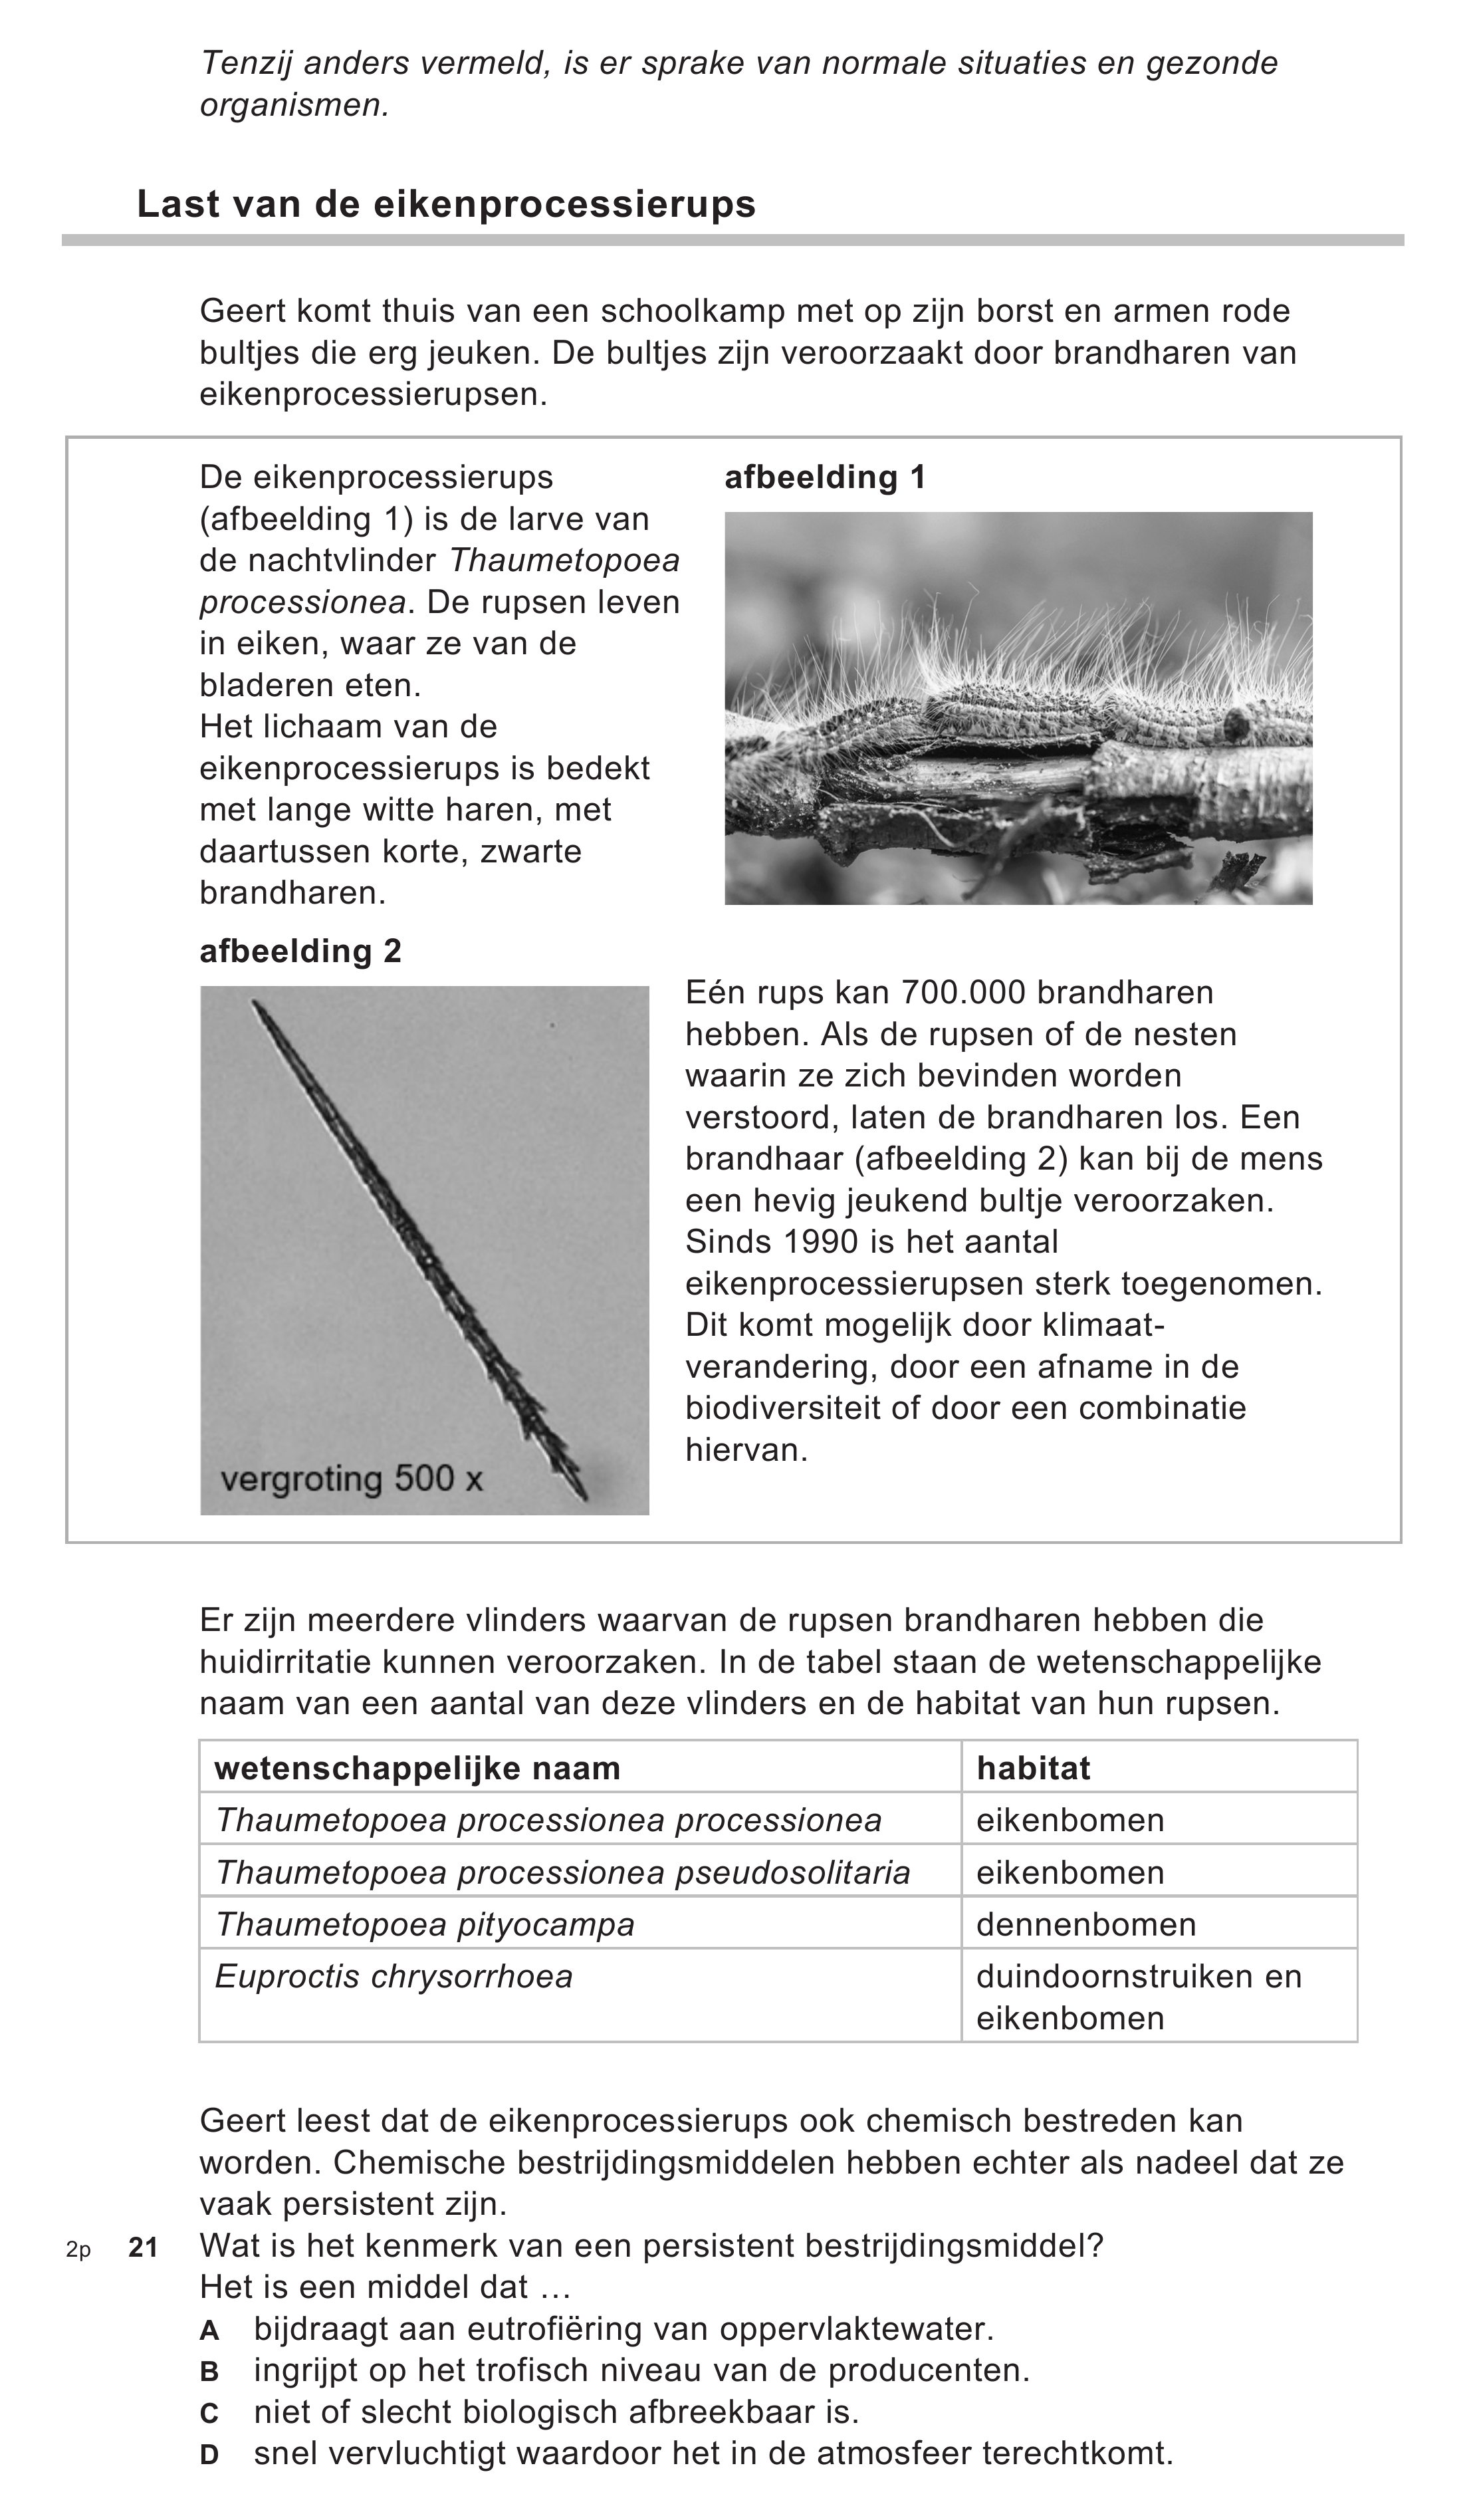 Tenzij anders vermeld, is er sprake van normale situaties en gezonde
organismen.
Last van de eikenprocessierups
Geert komt thuis van een schoolkamp met op zijn borst en armen rode
bultjes die erg jeuken. De bultjes zijn veroorzaakt door brandharen van
eikenprocessierupsen.
De eikenprocessierups
(afbeelding 1) is de larve van
de nachtvlinder Thaumetopoea
processionea. De rupsen leven
in eiken, waar ze van de
bladeren eten.
Het lichaam van de
eikenprocessierups is bedekt
met lange witte haren, met
daartussen korte, zwarte
brandharen.
afbeelding 1
afbeelding 2
vergroting 500 x
Eén rups kan 700.000 brandharen
hebben. Als de rupsen of de nesten
waarin ze zich bevinden worden
verstoord, laten de brandharen los. Een
brandhaar (afbeelding 2) kan bij de mens
een hevig jeukend bultje veroorzaken.
Sinds 1990 is het aantal
eikenprocessierupsen sterk toegenomen.
Dit komt mogelijk door klimaat-
verandering, door een afname in de
biodiversiteit of door een combinatie
hiervan.
Er zijn meerdere vlinders waarvan de rupsen brandharen hebben die
huidirritatie kunnen veroorzaken. In de tabel staan de wetenschappelijke
naam van een aantal van deze vlinders en de habitat van hun rupsen.
wetenschappelijke naam habitat
Thaumetopoea processionea processionea eikenbomen
Thaumetopoea processionea pseudosolitaria eikenbomen
Thaumetopoea pityocampa dennenbomen
Euproctis chrysorrhoea duindoornstruiken en
eikenbomen
Geert leest dat de eikenprocessierups ook chemisch bestreden kan
worden. Chemische bestrijdingsmiddelen hebben echter als nadeel dat ze
vaak persistent zijn.
2p 21 Wat is het kenmerk van een persistent bestrijdingsmiddel?
Het is een middel dat …
A bijdraagt aan eutrofiëring van oppervlaktewater.
B ingrijpt op het trofisch niveau van de producenten.
C niet of slecht biologisch afbreekbaar is.
D snel vervluchtigt waardoor het in de atmosfeer terechtkomt.